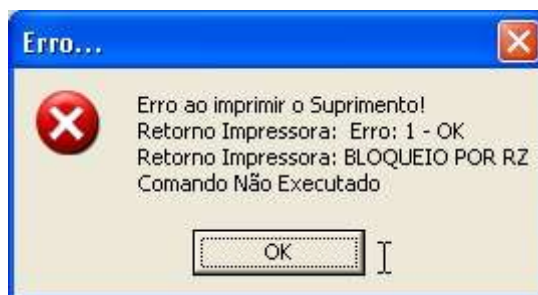 Erro...
Erro ao imprimir o Suprimento!
Retorno Impressora: Erro: 1 - OK
Retorno Impressora: BLOQUEIO POR RZ
Comando Não Executado
OK